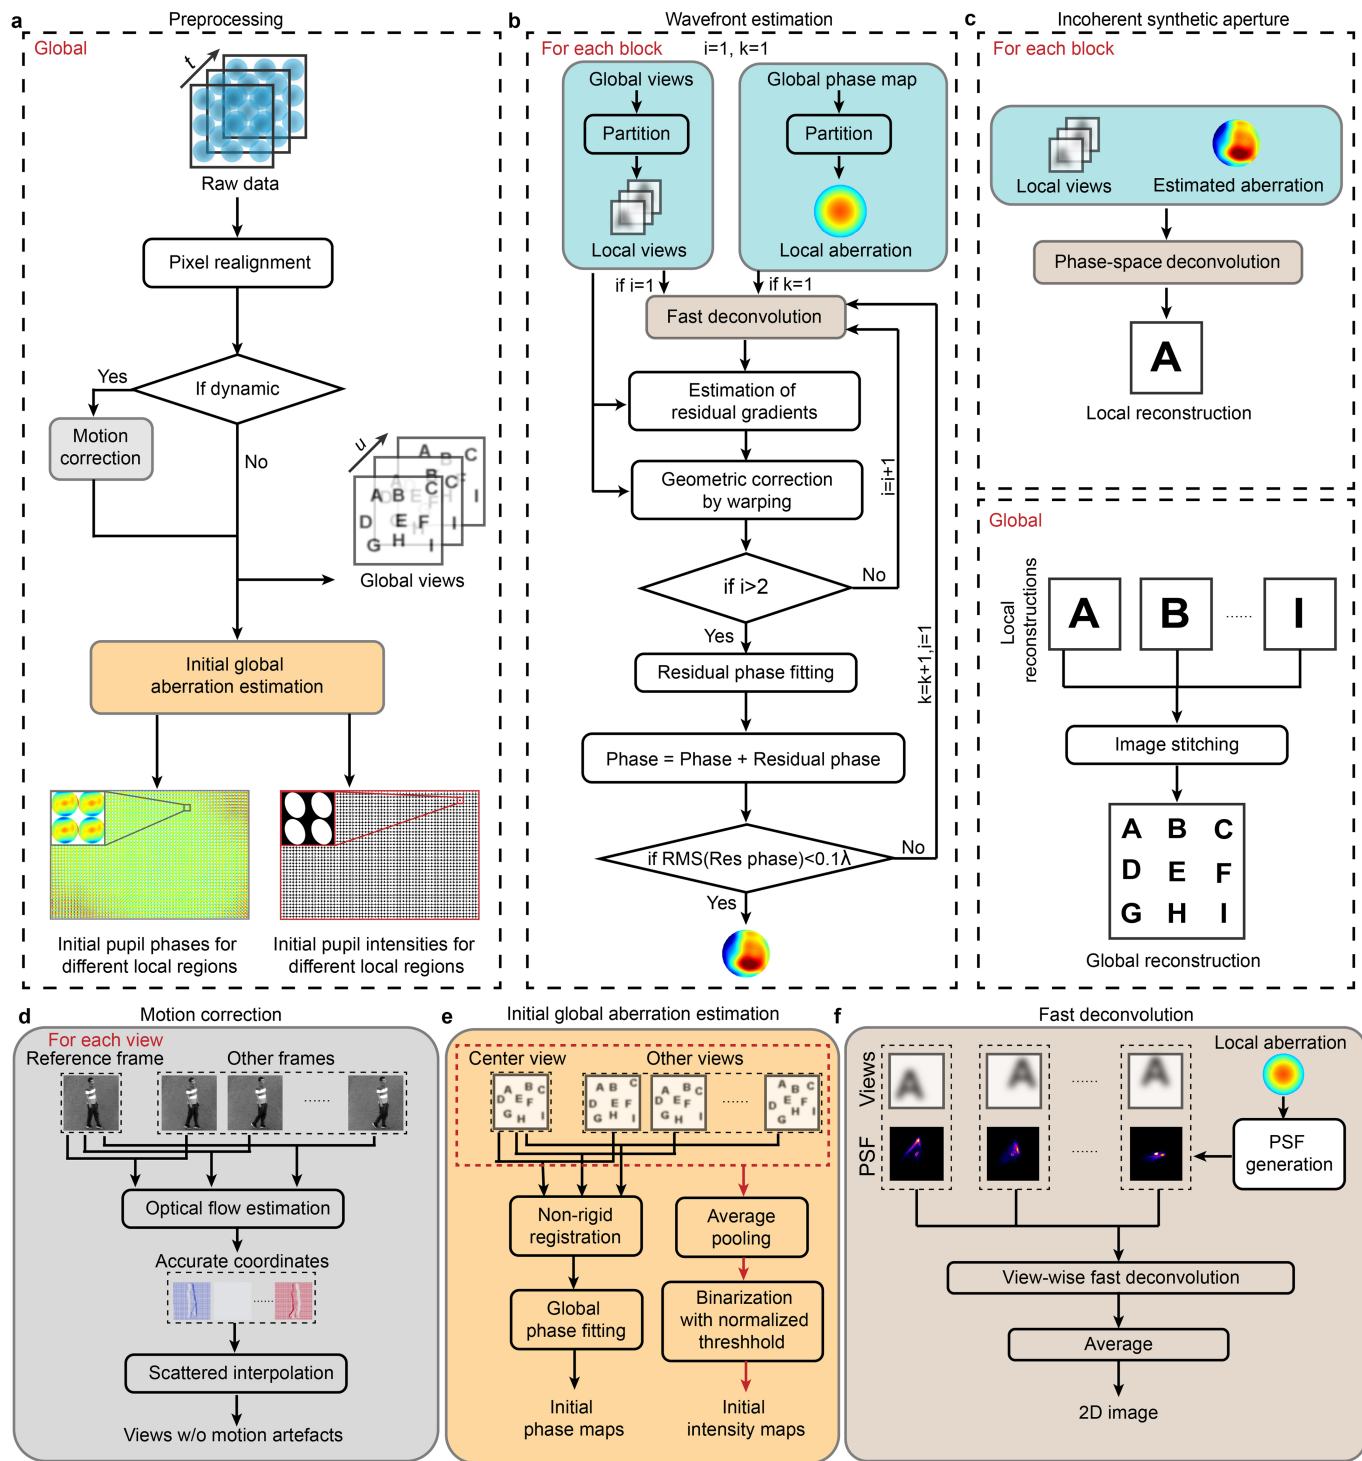 a
Preprocessing
Global
t
Raw data
Pixel realignment
If dynamic
Yes
No
Motion
correction
u
A B C
D E F
G H I
Global views
Initial global
aberration estimation
Initial pupil phases for
different local regions
Initial pupil intensities for
different local regions
b
Wavefront estimation
For each block
i=1, k=1
Global views
Partition
Local views
Global phase map
Partition
Local aberration
if i=1
if k=1
Fast deconvolution
Estimation of
residual gradients
Geometric correction
by warping
i=i+1
if i>2
No
Yes
Residual phase fitting
k=k+1,i=1
Phase = Phase + Residual phase
if RMS(Res phase)<0.1λ
No
Yes
c
Incoherent synthetic aperture
For each block
Local views
Estimated aberration
Phase-space deconvolution
A
Local reconstruction
Global
Local
reconstructions
A B ...... I
Image stitching
A B C
D E F
G H I
Global reconstruction
d
Motion correction
For each view
Reference frame
Other frames
......
Optical flow estimation
Accurate coordinates
......
Scattered interpolation
Views w/o motion artefacts
e
Initial global aberration estimation
Center view
Other views
A B C
D E F
G H I
A B C
D E F
G H I
A B C
D E F
G H I
......
A B C
D E F
G H I
Non-rigid
registration
Average
pooling
Global
phase fitting
Binarization
with normalized
threshhold
Initial
phase maps
Initial
intensity maps
f
Fast deconvolution
Views
A
A
......
A
Local aberration
PSF
......
PSF
generation
View-wise fast deconvolution
Average
2D image